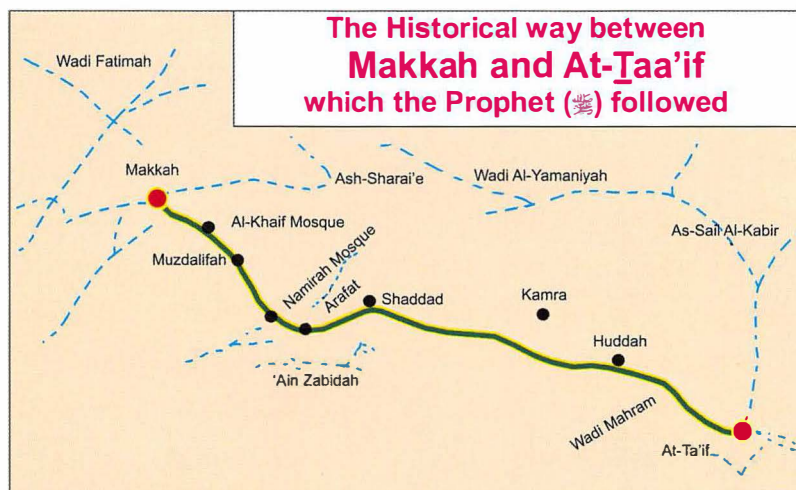 The Historical way between
Makkah and At-Taa'if
which the Prophet (ﷺ) followed
Wadi Fatimah
Makkah
Ash-Sharai'e
Wadi Al-Yamaniyah
As-Sail Al-Kabir
Al-Khaif Mosque
Muzdalifah
Namirah Mosque
Arafat
Shaddad
Kamra
Huddah
'Ain Zabidah
Wadi Mahram
At-Ta'if